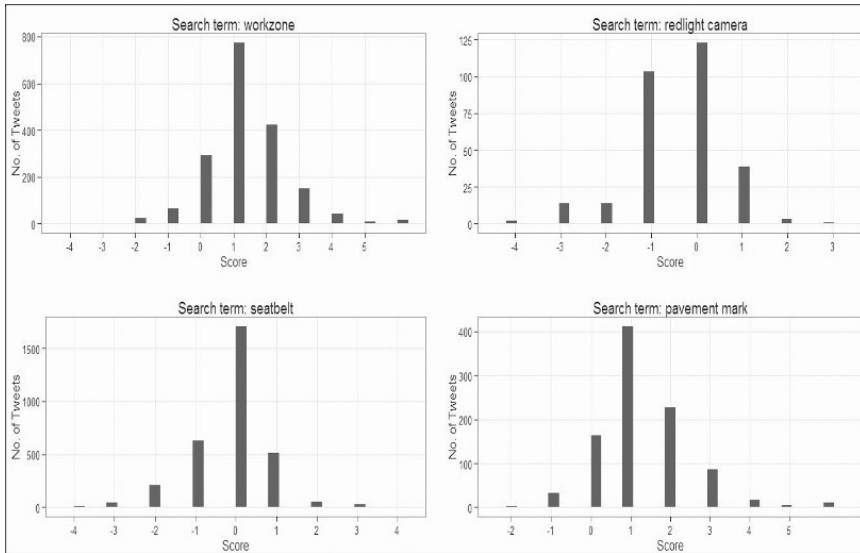 Search term: workzone
800
600
400
200
0
No. of Tweets
-4 -3 -2 -1 0 1 2 3 4 5
Score
Search term: redlight camera
125
100
75
50
25
0
No. of Tweets
-4 -3 -2 -1 0 1 2 3
Score
Search term: seatbelt
1500
1000
500
0
No. of Tweets
-4 -3 -2 -1 0 1 2 3 4
Score
Search term: pavement mark
400
300
200
100
0
No. of Tweets
-2 -1 0 1 2 3 4 5
Score